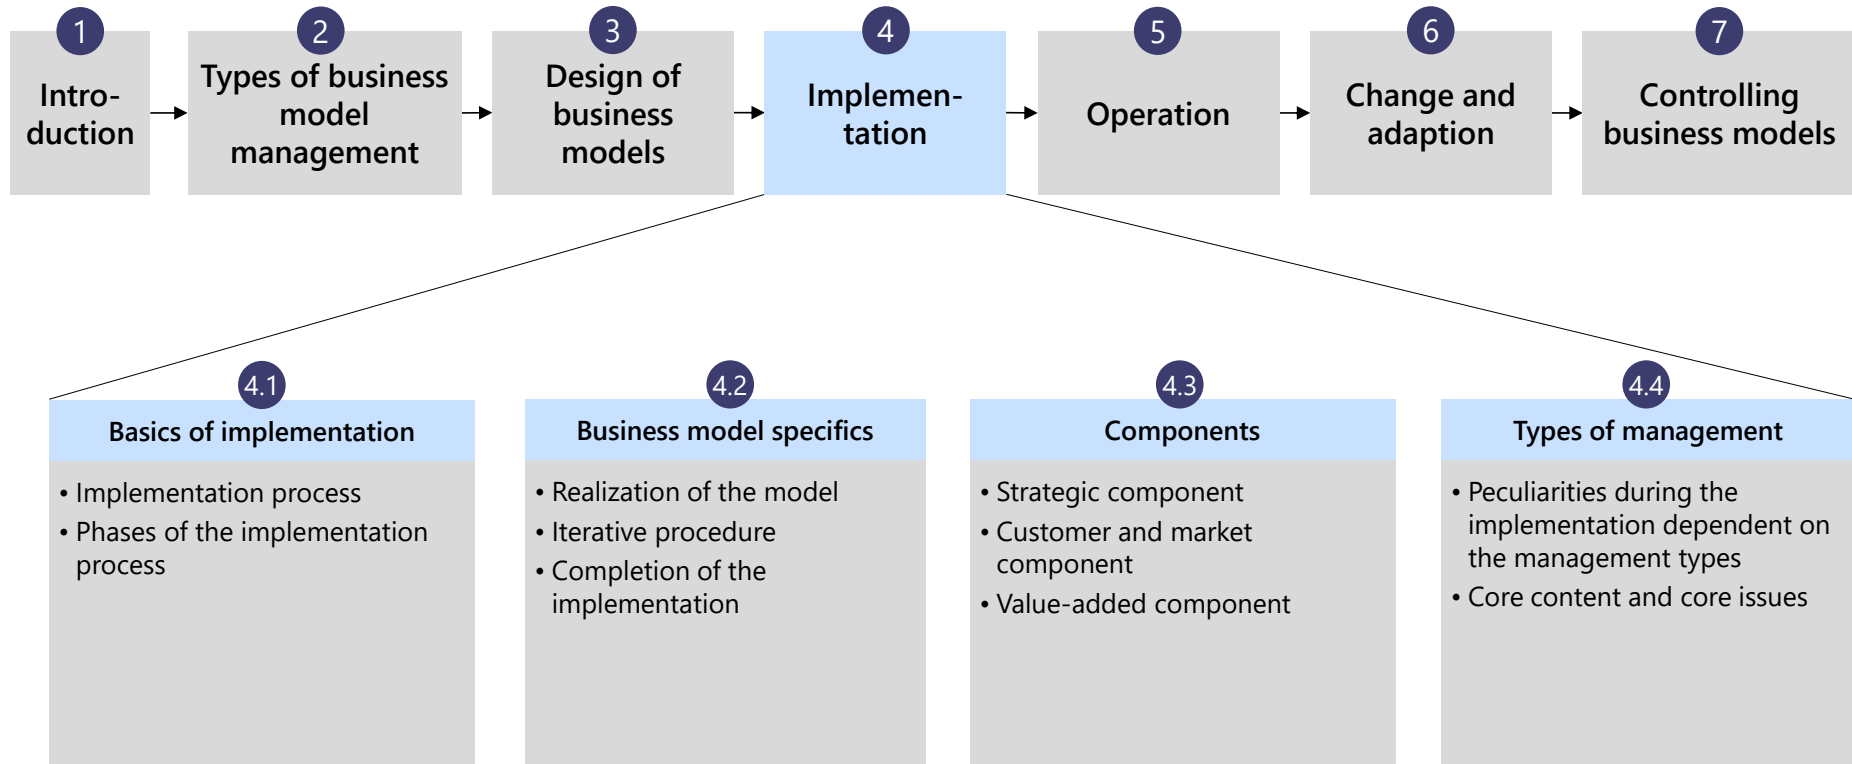 1
Intro-
duction
2
Types of business
model
management
3
Design of
business
models
4
Implemen-
tation
5
Operation
6
Change and
adaption
7
Controlling
business models
4.1
Basics of implementation
• Implementation process
• Phases of the implementation
process
4.2
Business model specifics
• Realization of the model
• Iterative procedure
• Completion of the
implementation
4.3
Components
• Strategic component
• Customer and market
component
• Value-added component
4.4
Types of management
• Peculiarities during the
implementation dependent on
the management types
• Core content and core issues